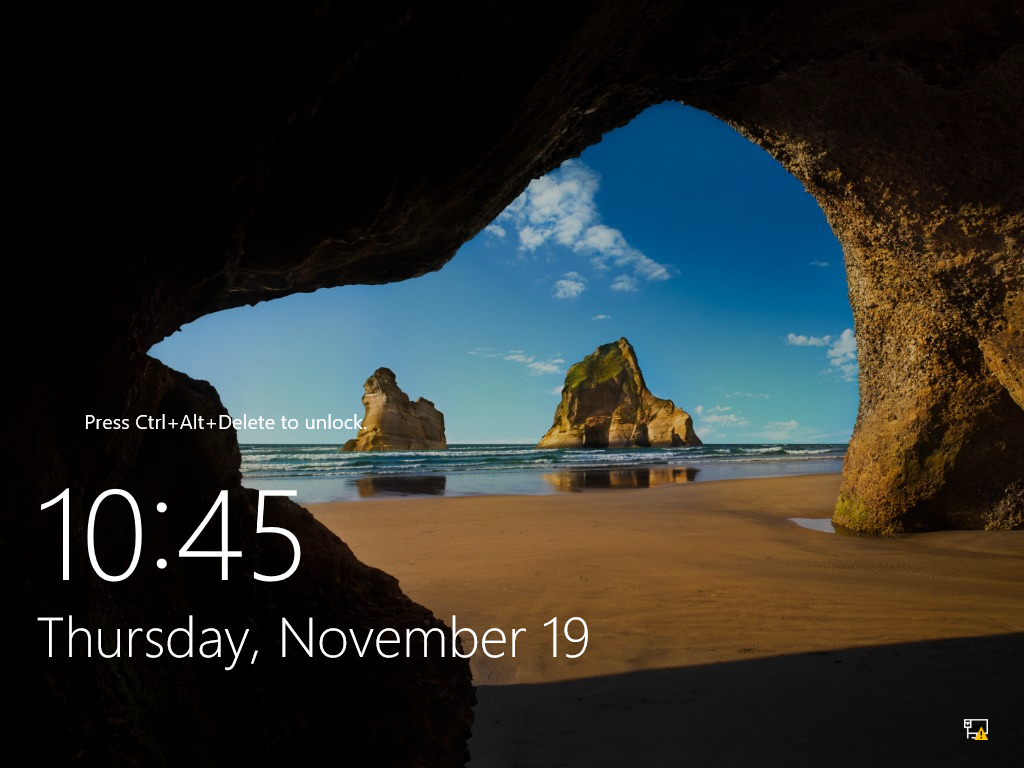 Press Ctrl+Alt+Delete to unlock.
10:45
Thursday, November 19